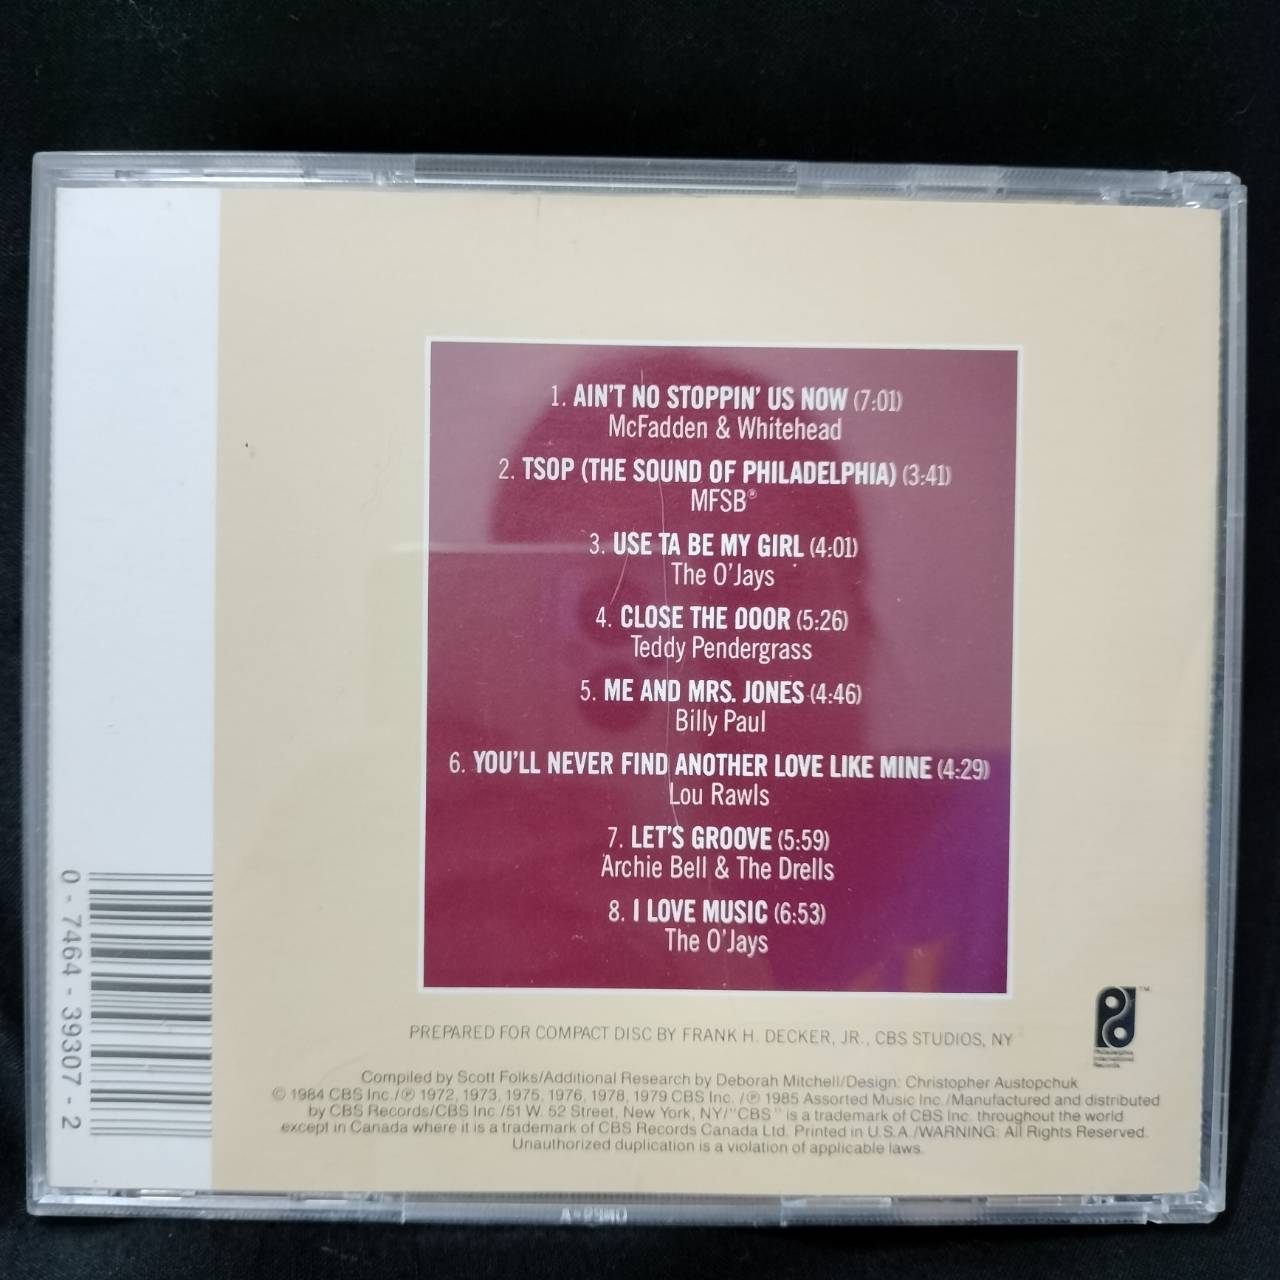 1. AIN'T NO STOPPIN' US NOW (7:01)
McFadden & Whitehead
2. TSOP (THE SOUND OF PHILADELPHIA) (3:41)
MFSB®
3. USE TA BE MY GIRL (4:01)
The O'Jays
4. CLOSE THE DOOR (5:26)
Teddy Pendergrass
5. ME AND MRS. JONES (4:46)
Billy Paul
6. YOU'LL NEVER FIND ANOTHER LOVE LIKE MINE (4:29)
Lou Rawls
7. LET'S GROOVE (5:59)
Archie Bell & The Drells
8. I LOVE MUSIC (6:53)
The O'Jays
TM
Philadelphia
International
Records
PREPARED FOR COMPACT DISC BY FRANK H. DECKER, JR., CBS STUDIOS, NY
Compiled by Scott Folks/Additional Research by Deborah Mitchell/Design: Christopher Austopchuk
© 1984 CBS Inc./℗ 1972, 1973, 1975, 1976, 1978, 1979 CBS Inc. /℗ 1985 Assorted Music Inc./Manufactured and distributed
by CBS Records/CBS Inc./51 W. 52 Street, New York, NY/"CBS" is a trademark of CBS Inc. throughout the world
except in Canada where it is a trademark of CBS Records Canada Ltd. Printed in U.S.A./WARNING: All Rights Reserved.
Unauthorized duplication is a violation of applicable laws.
0 - 7464 - 39307 - 2